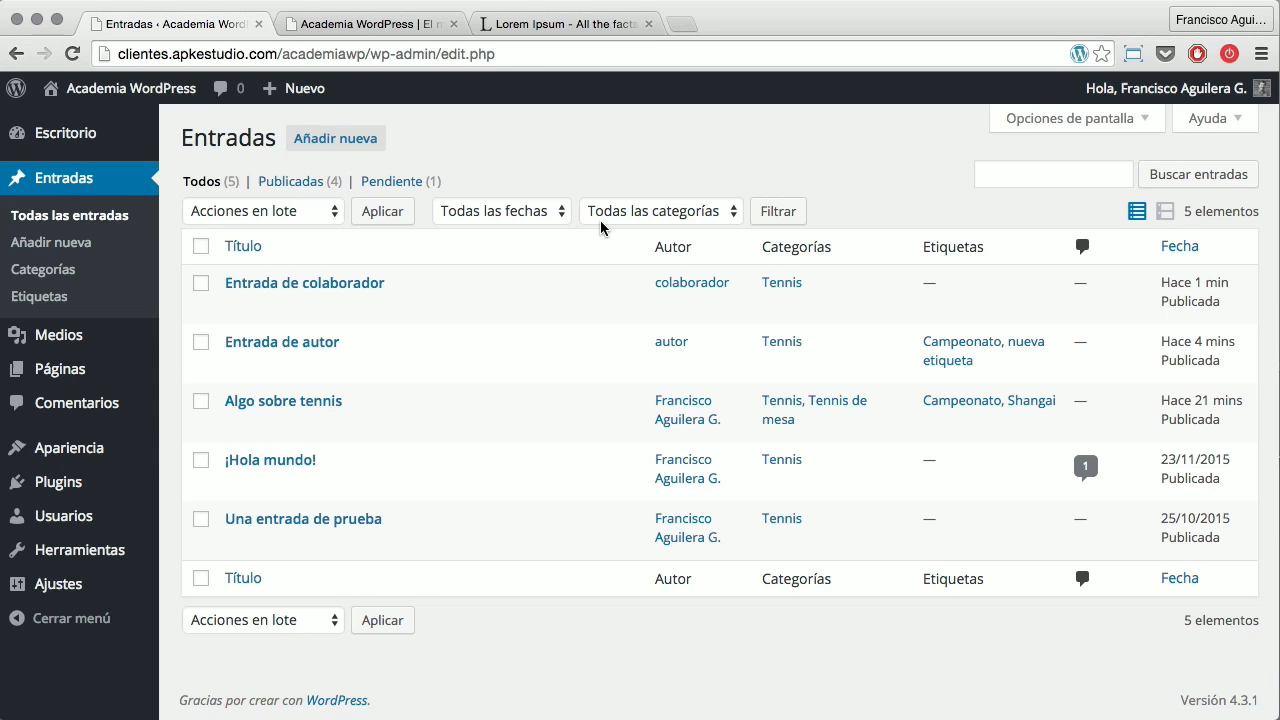 Entradas ‹ Academia Word
Academia WordPress | El m
Lorem Ipsum - All the facts
Francisco Agui...
clientes.apkestudio.com/academiawp/wp-admin/edit.php
Academia WordPress
0
Nuevo
Hola, Francisco Aguilera G.
Escritorio
Entradas
Todas las entradas
Añadir nueva
Categorías
Etiquetas
Medios
Páginas
Comentarios
Apariencia
Plugins
Usuarios
Herramientas
Ajustes
Cerrar menú
Opciones de pantalla
Ayuda
Entradas
Añadir nueva
Todos (5) | Publicadas (4) | Pendiente (1)
Buscar entradas
Acciones en lote
Aplicar
Todas las fechas
Todas las categorías
Filtrar
5 elementos
Título Autor Categorías Etiquetas Fecha
Entrada de colaborador colaborador Tennis — — Hace 1 min
Publicada
Entrada de autor autor Tennis Campeonato, nueva — Hace 4 mins
etiqueta Publicada
Algo sobre tennis Francisco Tennis, Tennis de Campeonato, Shangai — Hace 21 mins
Aguilera G. mesa Publicada
¡Hola mundo! Francisco Tennis — 1 23/11/2015
Aguilera G. Publicada
Una entrada de prueba Francisco Tennis — — 25/10/2015
Aguilera G. Publicada
Título Autor Categorías Etiquetas Fecha
Acciones en lote
Aplicar
5 elementos
Gracias por crear con WordPress.
Versión 4.3.1